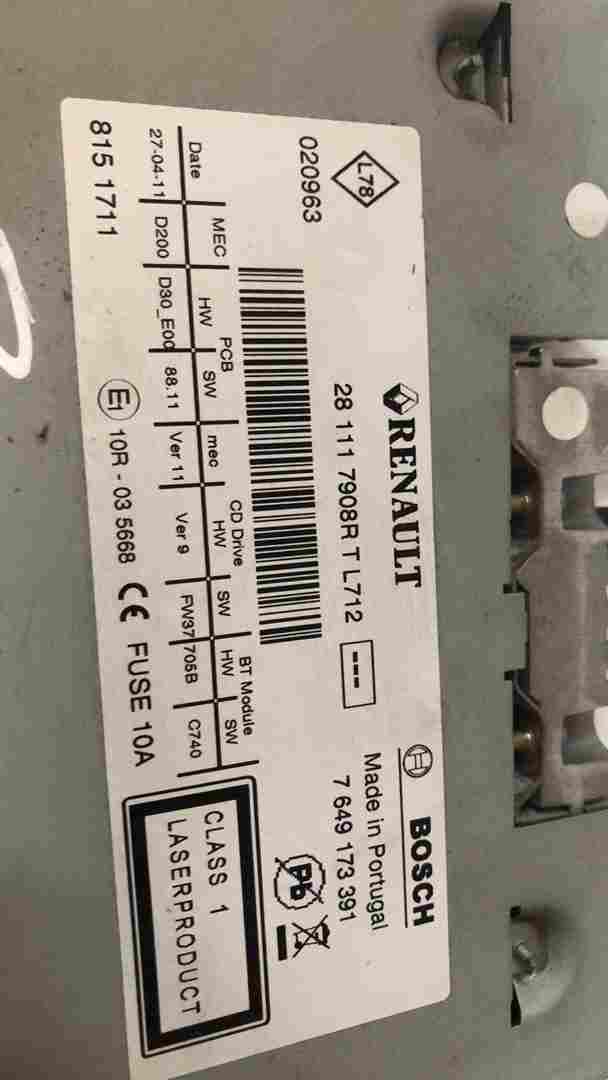 L78
RENAULT
BOSCH
020963
28 111 7908R T L712
---
Made in Portugal
7 649 173 391
Pb
MEC PCB CD Drive BT Module
Date HW SW mec HW SW HW SW
27-04-11 D200 D30_E00 88.11 Ver 11 Ver 9 FW37 705B C740
815 1711
E1 10R - 03 5668 CE FUSE 10A
CLASS 1
LASERPRODUCT